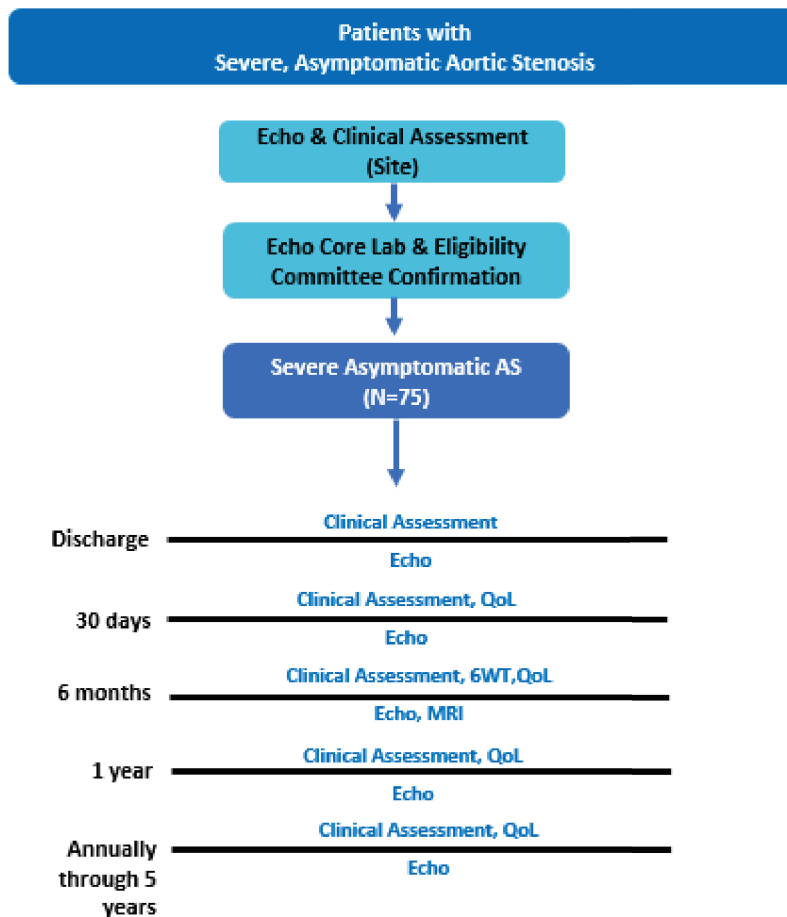 Patients with
Severe, Asymptomatic Aortic Stenosis
Echo & Clinical Assessment
(Site)
Echo Core Lab & Eligibility
Committee Confirmation
Severe Asymptomatic AS
(N=75)
Clinical Assessment
Discharge
Echo
Clinical Assessment, QoL
30 days
Echo
Clinical Assessment, 6WT,QoL
6 months
Echo, MRI
Clinical Assessment, QoL
1 year
Echo
Clinical Assessment, QoL
Annually
through 5
years
Echo